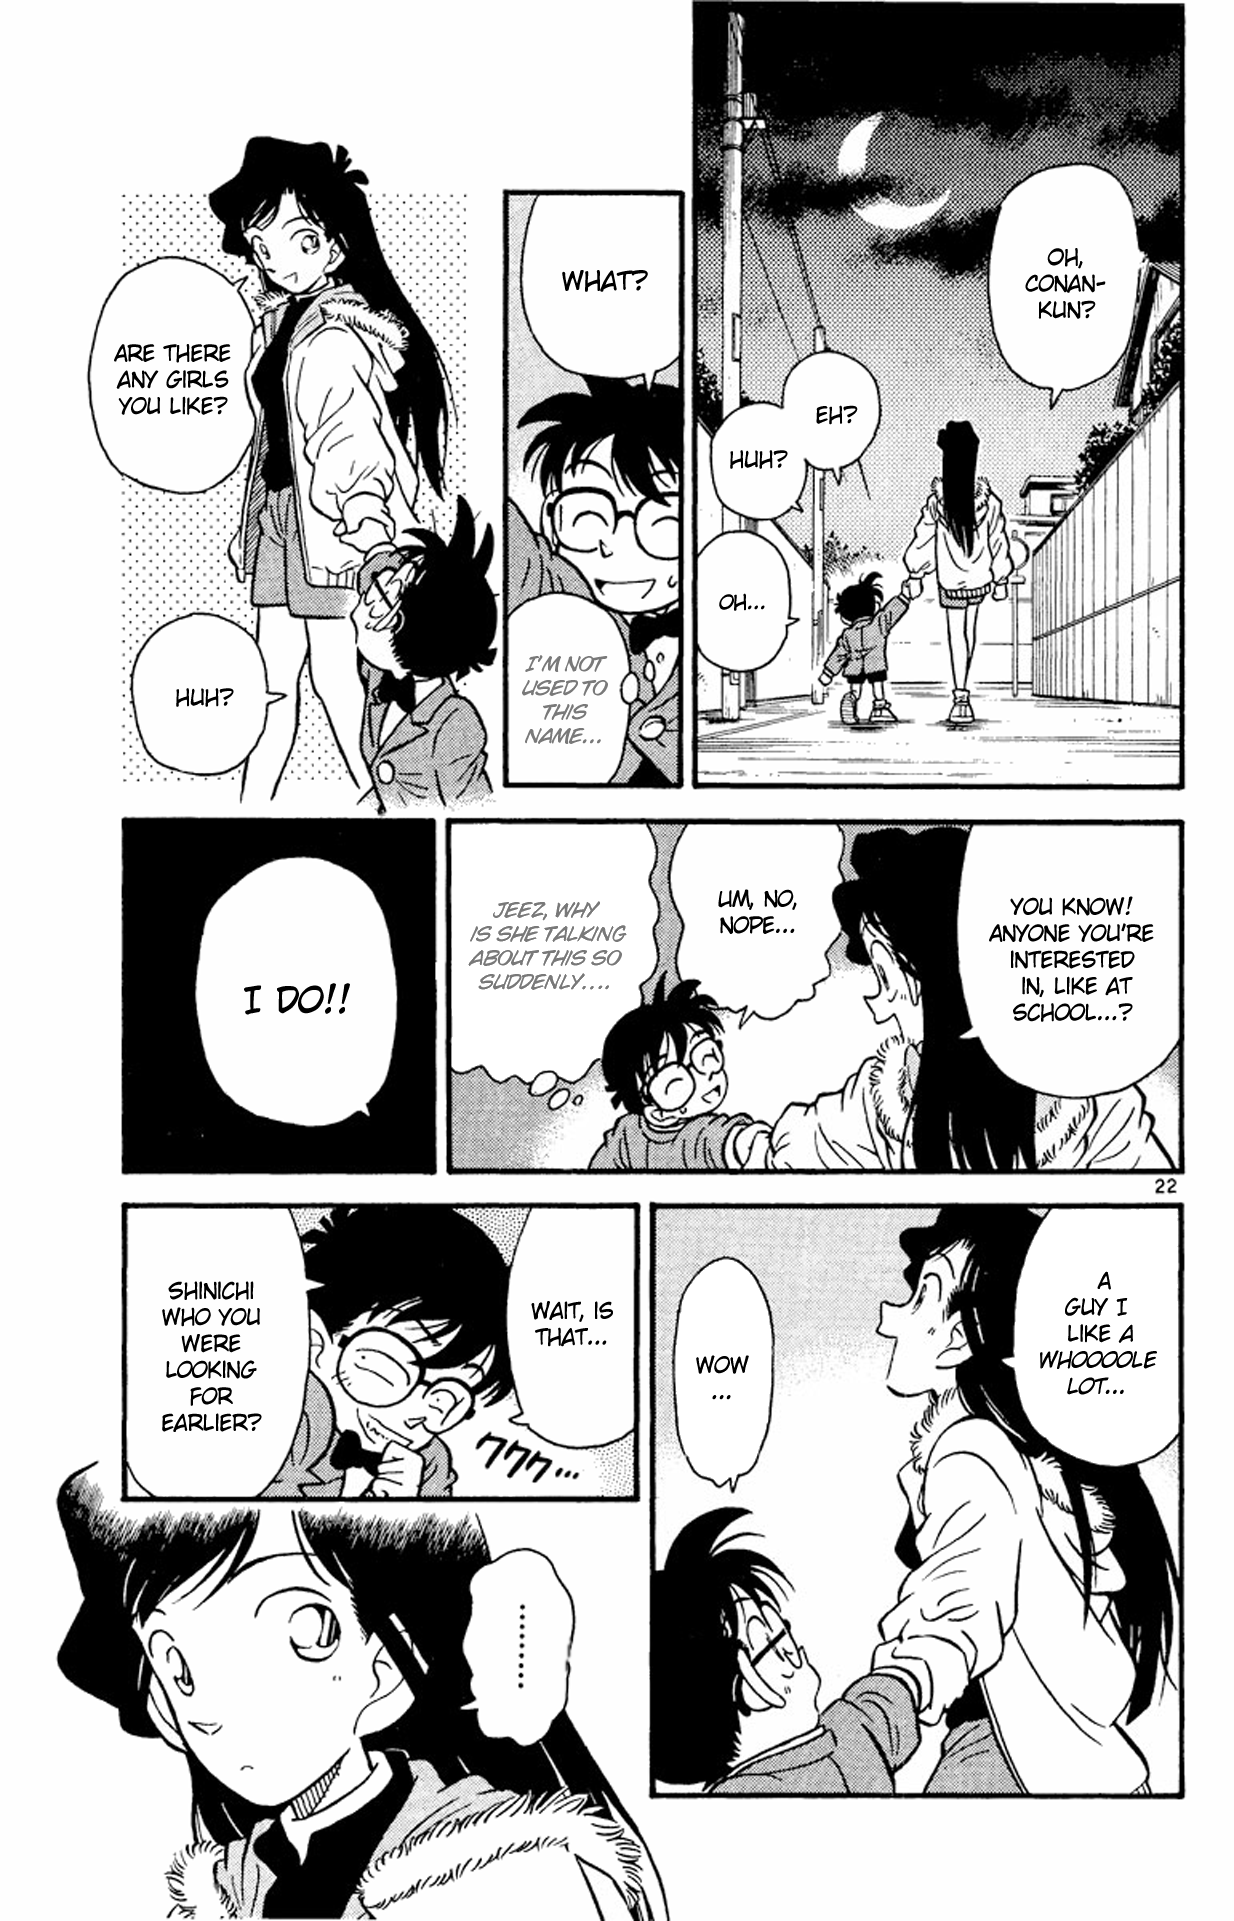 OH,
CONAN-
KUN?
EH?
HUH?
OH...
WHAT?
I'M NOT
USED TO
THIS
NAME...
ARE THERE
ANY GIRLS
YOU LIKE?
HUH?
YOU KNOW!
ANYONE YOU'RE
INTERESTED
IN, LIKE AT
SCHOOL...?
UM, NO,
NOPE...
JEEZ, WHY
IS SHE TALKING
ABOUT THIS SO
SUDDENLY....
I DO!!
22
A
GUY I
LIKE A
WHOOOOLE
LOT...
WOW
...
WAIT, IS
THAT...
SHINICHI
WHO YOU
WERE
LOOKING
FOR
EARLIER?
ククク...
.........